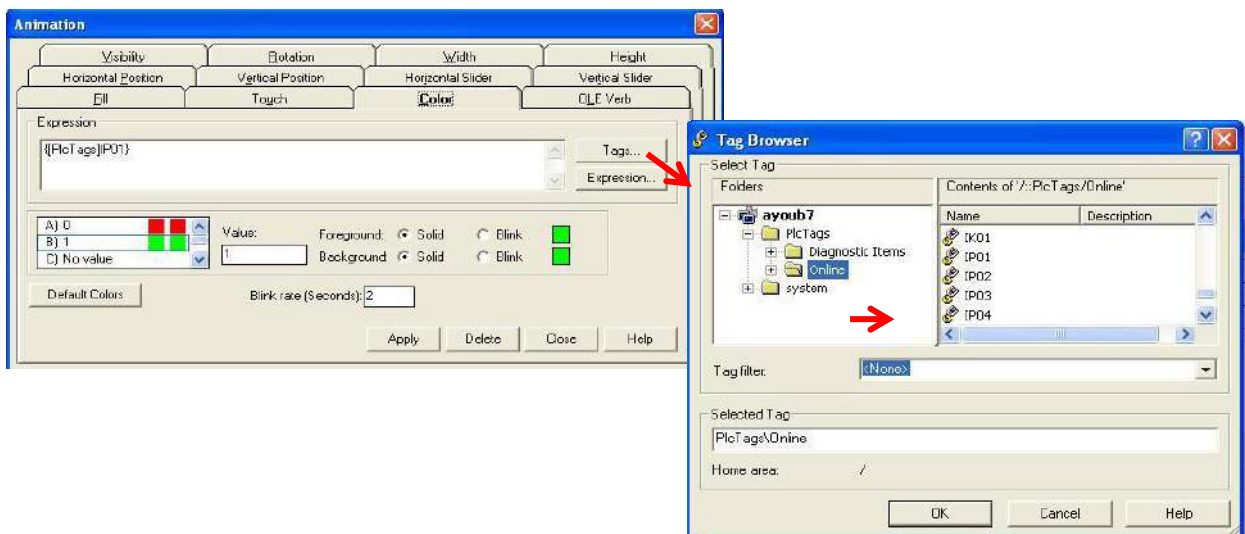 Animation
Visibility Rotation Width Height
Horizontal Position Vertical Position Horizontal Slider Vertical Slider
Fill Touch Color OLE Verb
Expression
{[PlcTags]IP01}
Tags...
Expression...
A) 0
B) 1
C) No value
Value:
1
Foreground: Solid Blink
Background Solid Blink
Default Colors
Blink rate (Seconds): 2
Apply Delete Close Help
Tag Browser
Select Tag
Folders
ayoub7
PlcTags
Diagnostic Items
Online
system
Contents of '/::PlcTags/Online'
Name Description
IK01
IP01
IP02
IP03
IP04
Tag filter: <None>
Selected Tag
PlcTags\Online
Home area: /
OK Cancel Help